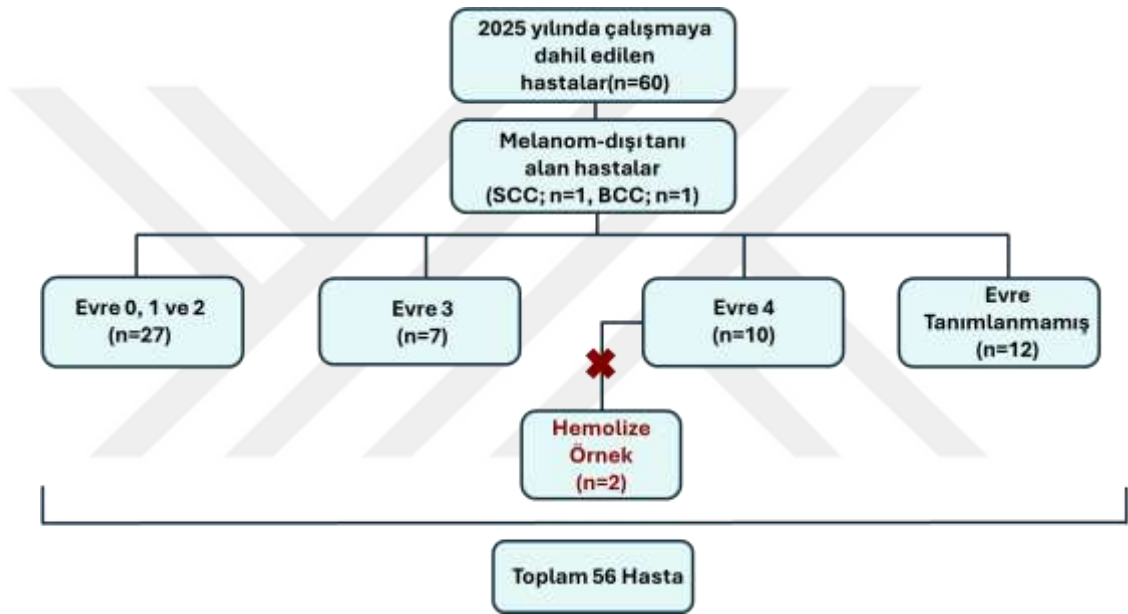 2025 yılında çalışmaya
dahil edilen
hastalar(n=60)
Melanom-dışı tanı
alan hastalar
(SCC; n=1, BCC; n=1)
Evre 0, 1 ve 2
(n=27)
Evre 3
(n=7)
Evre 4
(n=10)
Evre
Tanımlanmamış
(n=12)
Hemolize
Örnek
(n=2)
Toplam 56 Hasta